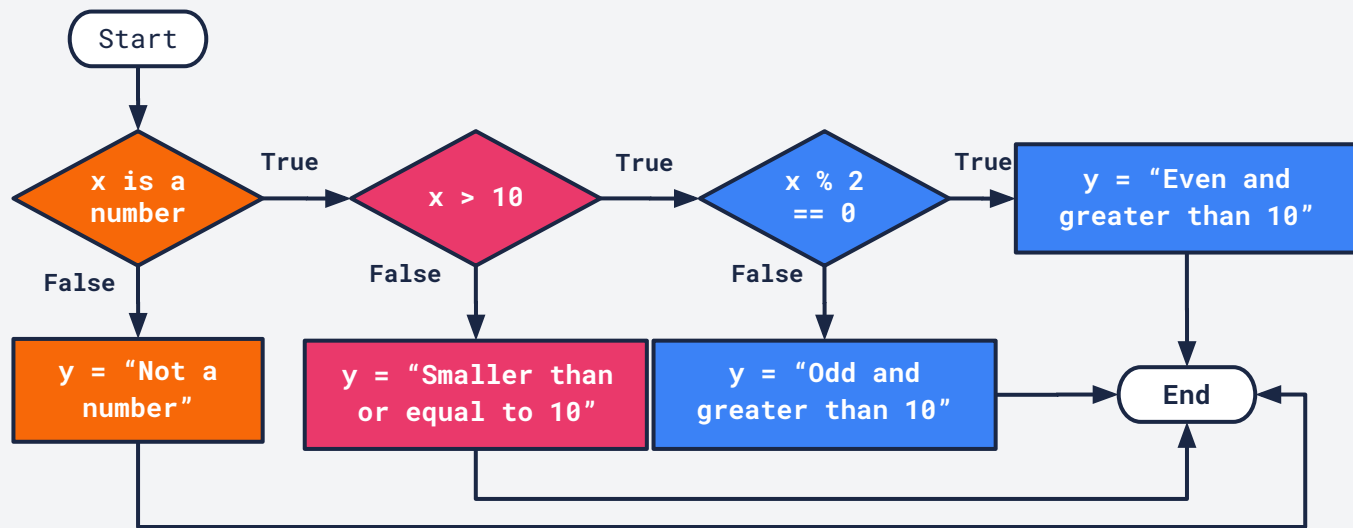 Start
True
True
True
x is a
number
x > 10
x % 2
== 0
y = “Even and
greater than 10”
False
False
False
y = “Not a
number”
y = “Smaller than
or equal to 10”
y = “Odd and
greater than 10”
End